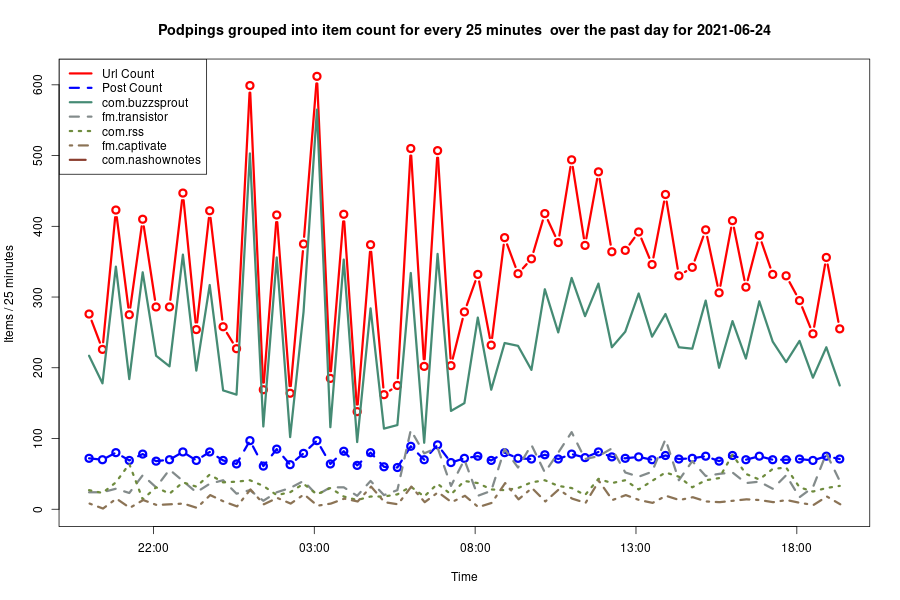 Podpings grouped into item count for every 25 minutes  over the past day for 2021-06-24
Url Count
Post Count
com.buzzsprout
fm.transistor
com.rss
fm.captivate
com.nashownotes
Items / 25 minutes
600
500
400
300
200
100
0
22:00 03:00 08:00 13:00 18:00
Time